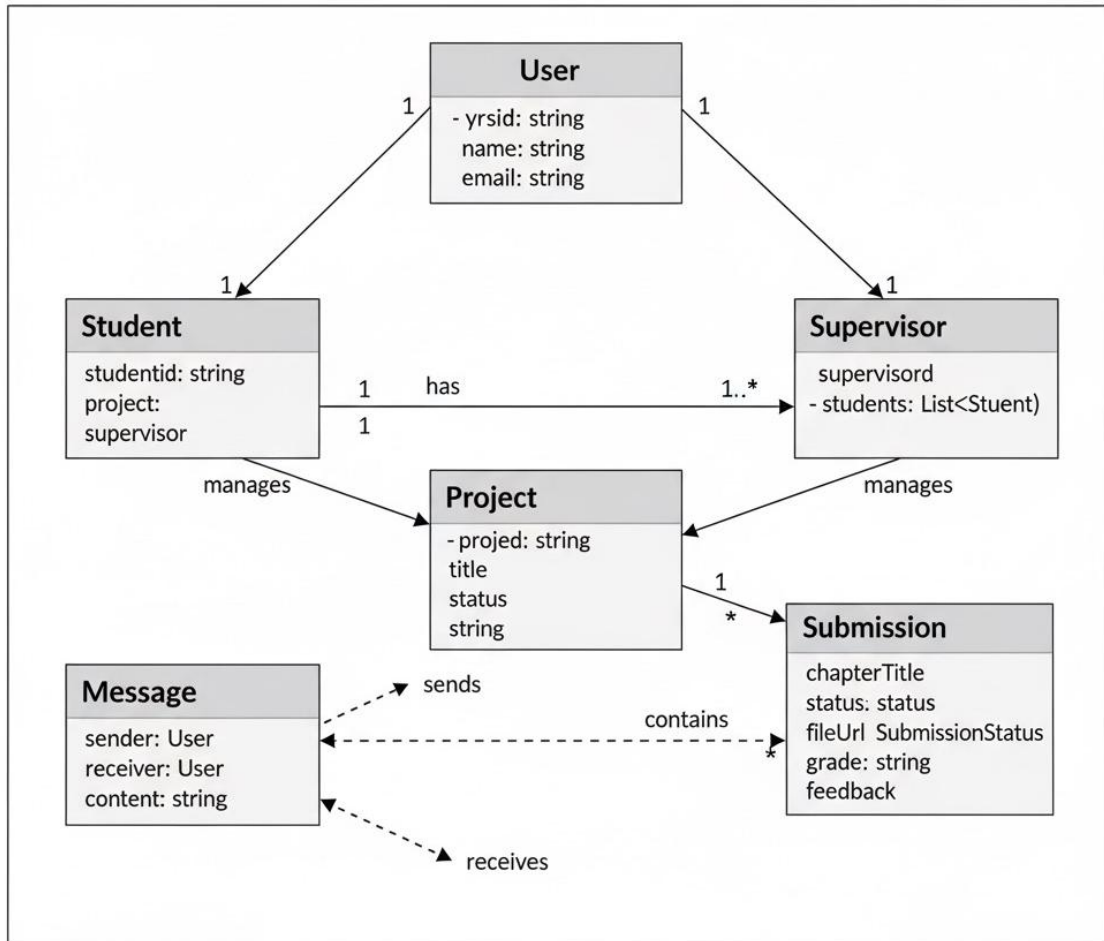 User
- yrsid: string
name: string
email: string
1
1
1
1
Student
studentid: string
project:
supervisor
Supervisor
supervisord
- students: List<Stuent)
1
has
1..*
1
manages
manages
Project
- projed: string
title
status
string
1
*
Submission
chapterTitle
status: status
fileUrl SubmissionStatus
grade: string
feedback
Message
sender: User
receiver: User
content: string
sends
contains
*
receives